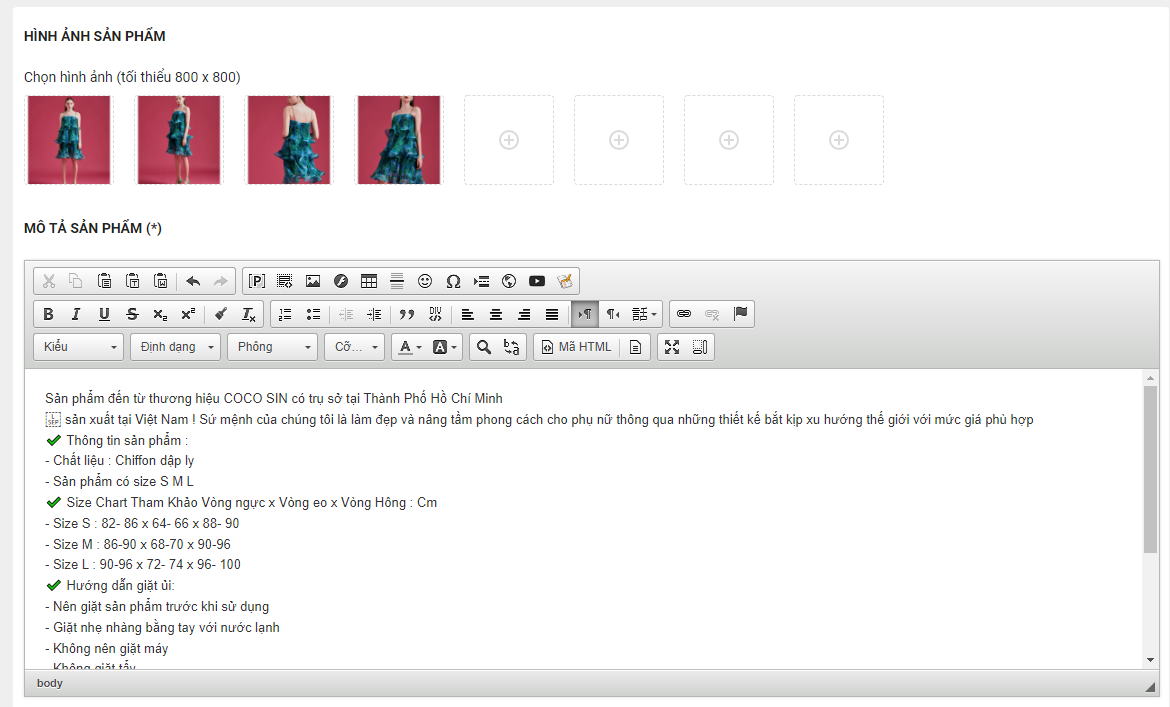 HÌNH ẢNH SẢN PHẨM
Chọn hình ảnh (tối thiểu 800 x 800)
MÔ TẢ SẢN PHẨM (*)
Kiểu
Định dạng
Phông
Cỡ...
Mã HTML
Sản phẩm đến từ thương hiệu COCO SIN có trụ sở tại Thành Phố Hồ Chí Minh
L SEP sản xuất tại Việt Nam ! Sứ mệnh của chúng tôi là làm đẹp và nâng tầm phong cách cho phụ nữ thông qua những thiết kế bắt kịp xu hướng thế giới với mức giá phù hợp
✔ Thông tin sản phẩm :
- Chất liệu : Chiffon dập ly
- Sản phẩm có size S M L
✔ Size Chart Tham Khảo Vòng ngực x Vòng eo x Vòng Hông : Cm
- Size S : 82- 86 x 64- 66 x 88- 90
- Size M : 86-90 x 68-70 x 90-96
- Size L : 90-96 x 72- 74 x 96- 100
✔ Hướng dẫn giặt ủi:
- Nên giặt sản phẩm trước khi sử dụng
- Giặt nhẹ nhàng bằng tay với nước lạnh
- Không nên giặt máy
- Không giặt tẩy
body